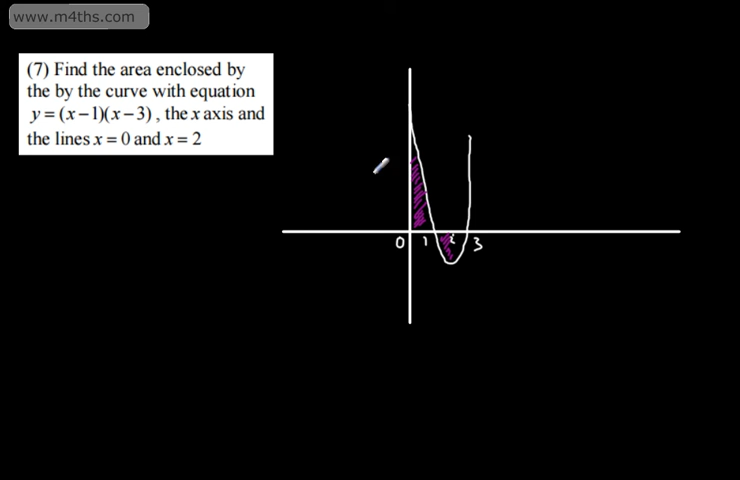 www.m4ths.com
(7) Find the area enclosed by
the by the curve with equation
y = (x − 1)(x − 3) , the x axis and
the lines x = 0 and x = 2
0 1 2 3